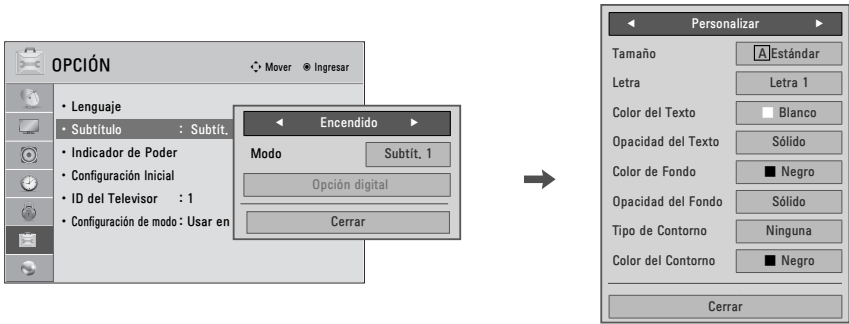 OPCIÓN
Mover
Ingresar
• Lenguaje
• Subtítulo : Subtít.
• Indicador de Poder
• Configuración Inicial
• ID del Televisor : 1
• Configuración de modo : Usar en
◄ Encendido ►
Modo Subtít. 1
Opción digital
Cerrar
◄ Personalizar ►
Tamaño A Estándar
Letra Letra 1
Color del Texto Blanco
Opacidad del Texto Sólido
Color de Fondo Negro
Opacidad del Fondo Sólido
Tipo de Contorno Ninguna
Color del Contorno Negro
Cerrar